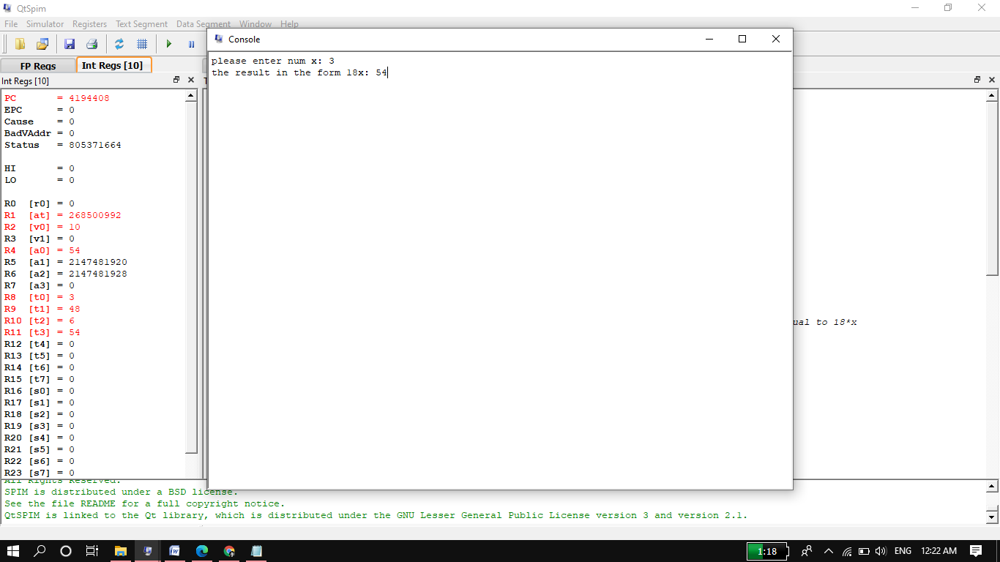 QtSpim
File Simulator Registers Text Segment Data Segment Window Help
Console
FP Regs
Int Regs [10]
Int Regs [10]
please enter num x: 3
the result in the form 18x: 54
PC = 4194408
EPC = 0
Cause = 0
BadVAddr = 0
Status = 805371664
HI = 0
LO = 0
R0 [r0] = 0
R1 [at] = 268500992
R2 [v0] = 10
R3 [v1] = 0
R4 [a0] = 54
R5 [a1] = 2147481920
R6 [a2] = 2147481928
R7 [a3] = 0
R8 [t0] = 3
R9 [t1] = 48
R10 [t2] = 6
R11 [t3] = 54
R12 [t4] = 0
R13 [t5] = 0
R14 [t6] = 0
R15 [t7] = 0
R16 [s0] = 0
R17 [s1] = 0
R18 [s2] = 0
R19 [s3] = 0
R20 [s4] = 0
R21 [s5] = 0
R22 [s6] = 0
R23 [s7] = 0
ual to 18*x
All Rights Reserved.
SPIM is distributed under a BSD license.
See the file README for a full copyright notice.
QtSPIM is linked to the Qt library, which is distributed under the GNU Lesser General Public License version 3 and version 2.1.
1:18
ENG
12:22 AM